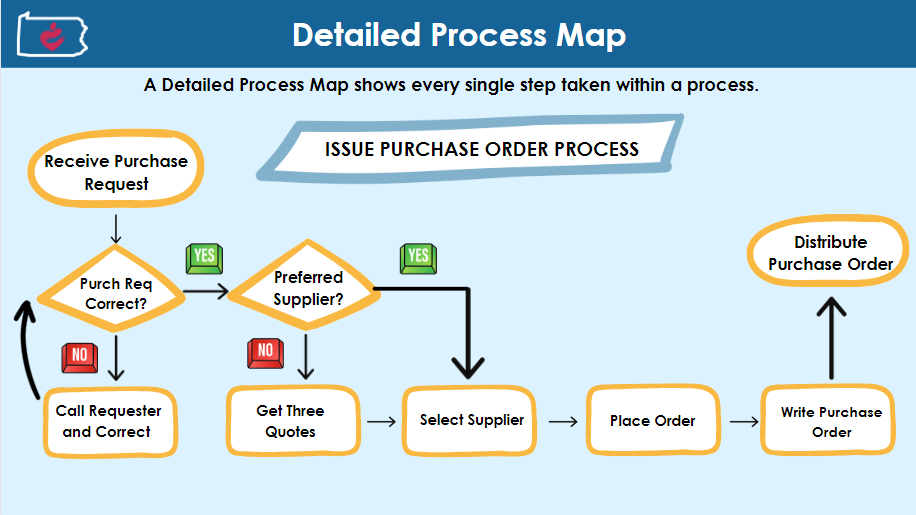 Detailed Process Map
A Detailed Process Map shows every single step taken within a process.
ISSUE PURCHASE ORDER PROCESS
Receive Purchase
Request
Purch Req
Correct?
YES
Preferred
Supplier?
YES
Distribute
Purchase Order
NO
NO
Call Requester
and Correct
Get Three
Quotes
Select Supplier
Place Order
Write Purchase
Order